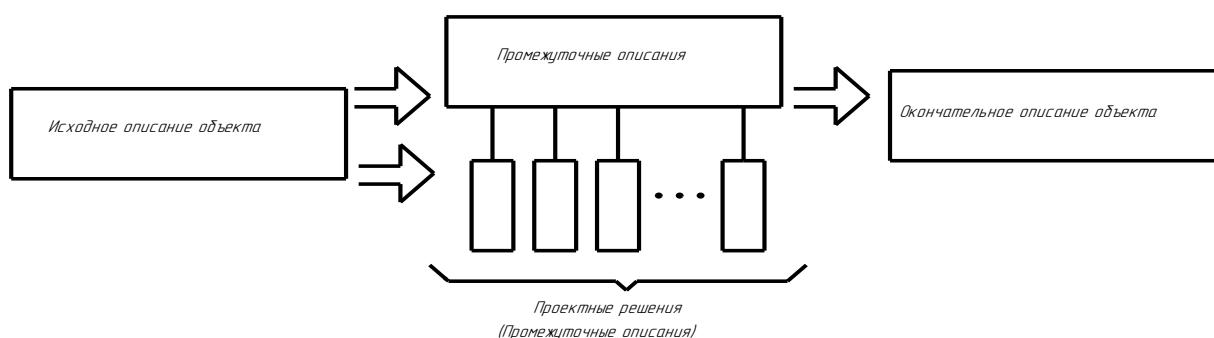 Промежуточные описания
Исходное описание объекта
Окончательное описание объекта
Проектные решения
(Промежуточные описания)